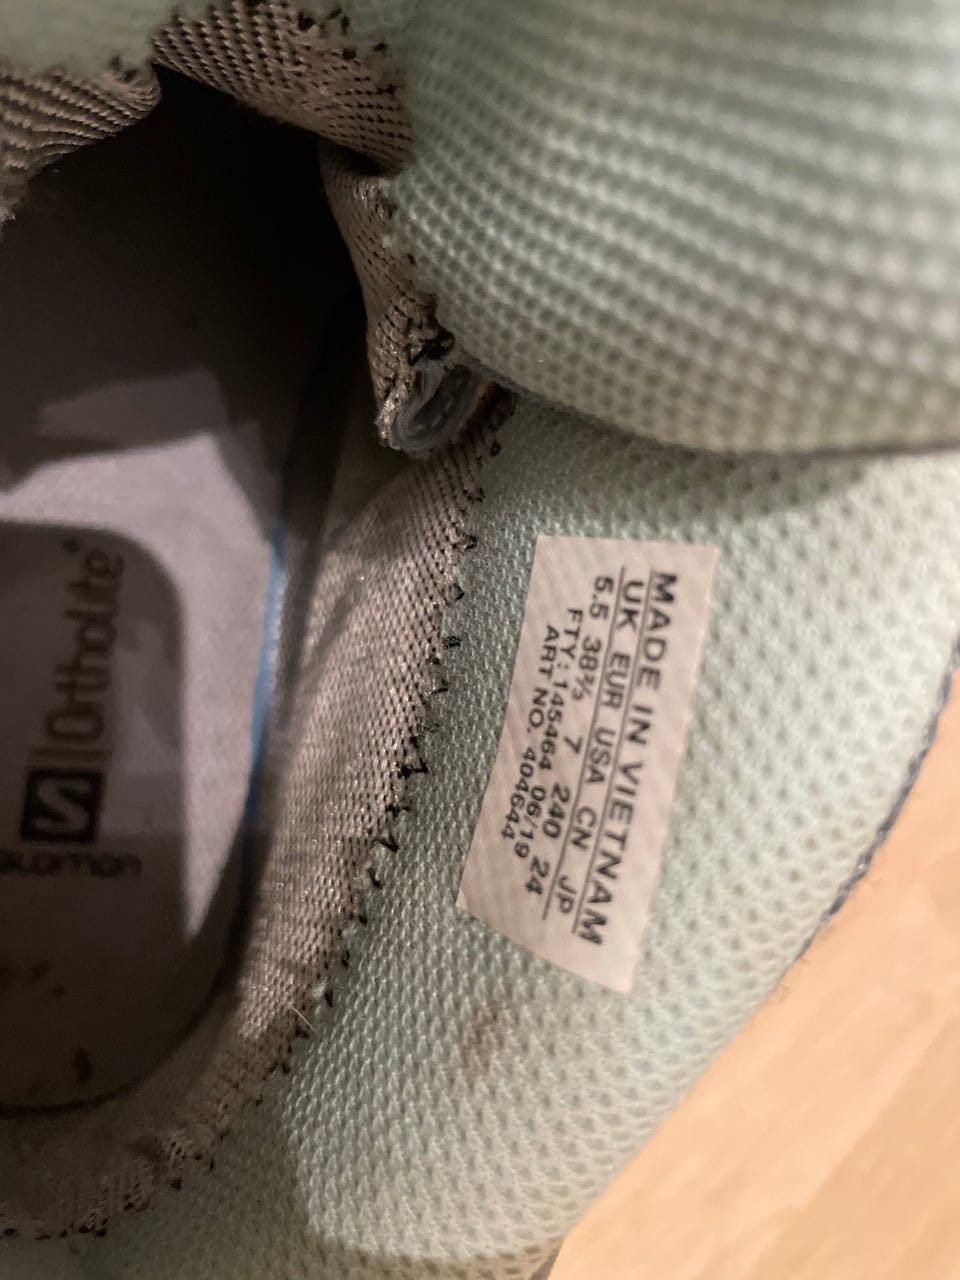 MADE IN VIETNAM
UK EUR USA CN JP
5.5 38⅔ 7 240 24
FTY: 145464 06/19
ART NO. 404644
Ortholite®
salomon